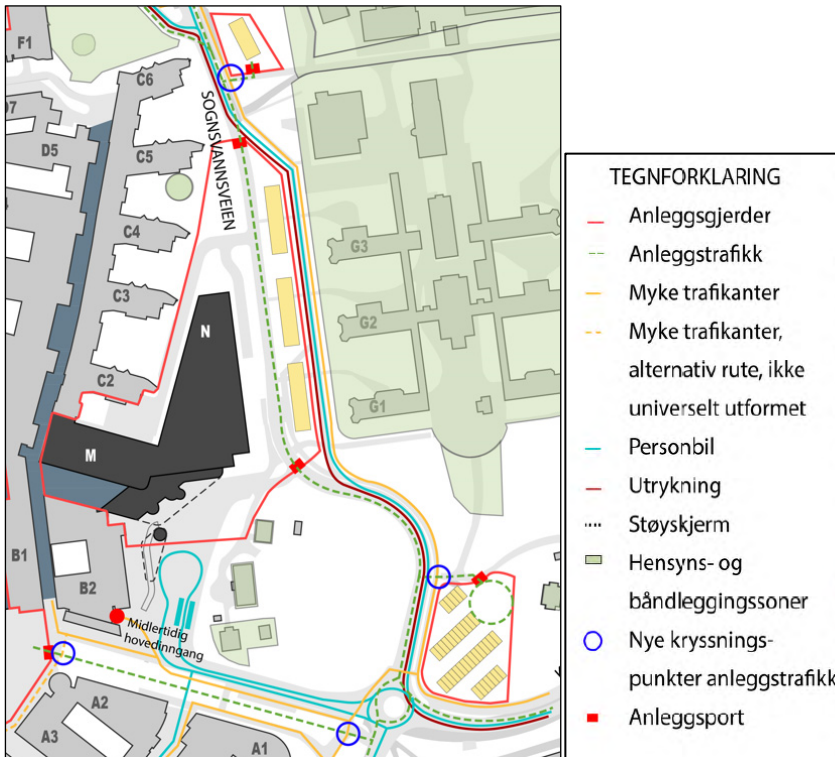 F1
C6
D7
D5
C5
C4
C3
C2
SOGNSVANNSVEIEN
G3
G2
G1
N
M
B1
B2
Midlertidig
hovedinngang
A2
A3
A1
TEGNFORKLARING
Anleggsgjerder
Anleggstrafikk
Myke trafikanter
Myke trafikanter,
alternativ rute, ikke
universelt utformet
Personbil
Utrykning
Støyskjerm
Hensyns- og
båndleggingssoner
Nye kryssnings-
punkter anleggstrafikk
Anleggsport